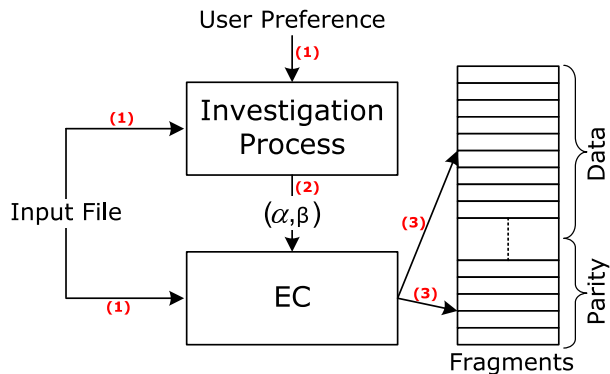 User Preference
(1)
Investigation
Process
(1)
(2)
Input File
(α,β)
(3)
Data
EC
(1)
(3)
Parity
Fragments